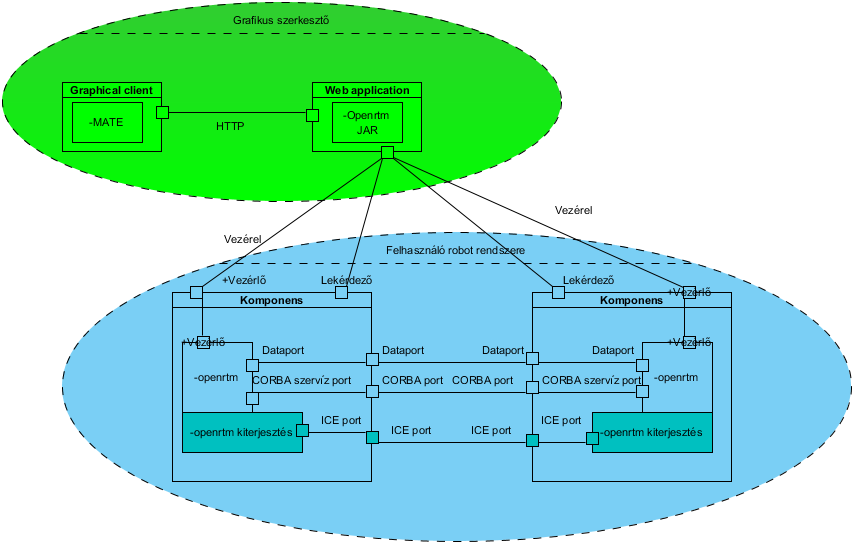 Grafikus szerkesztő
Graphical client
Web application
-MATE
-Openrtm
JAR
HTTP
Vezérel
Vezérel
Felhasználó robot rendszere
+Vezérlő
Lekérdező
Lekérdező
+Vezérlő
Komponens
Komponens
+Vezérlő
+Vezérlő
Dataport
Dataport
Dataport
Dataport
-openrtm
-openrtm
CORBA szervíz port
CORBA port
CORBA port
CORBA szervíz port
ICE port
ICE port
ICE port
ICE port
-openrtm kiterjesztés
-openrtm kiterjesztés